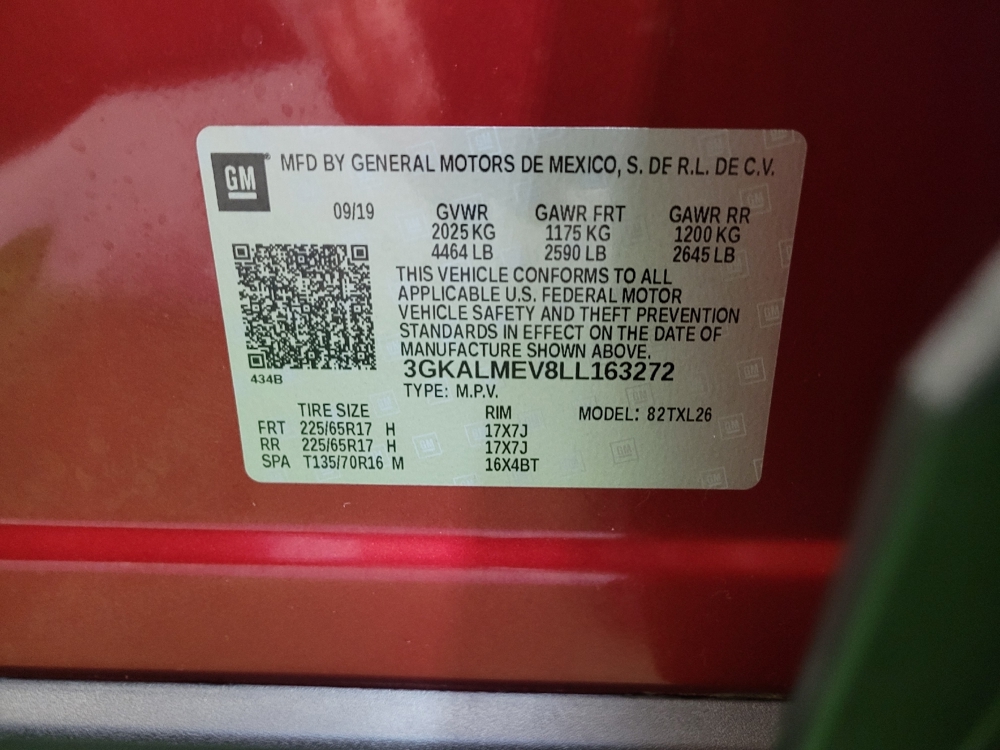 GM® MFD BY GENERAL MOTORS DE MEXICO, S. DE R.L. DE C.V.
09/19 GVWR GAWR FRT GAWR RR
2025 KG 1175 KG 1200 KG
4464 LB 2590 LB 2645 LB
THIS VEHICLE CONFORMS TO ALL
APPLICABLE U.S. FEDERAL MOTOR
VEHICLE SAFETY AND THEFT PREVENTION
STANDARDS IN EFFECT ON THE DATE OF
MANUFACTURE SHOWN ABOVE.
3GKALMEV8LL163272
434B TYPE: M.P.V.
TIRE SIZE RIM MODEL: 82TXL26
FRT 225/65R17 H 17X7J
RR 225/65R17 H 17X7J
SPA T135/70R16 M 16X4BT